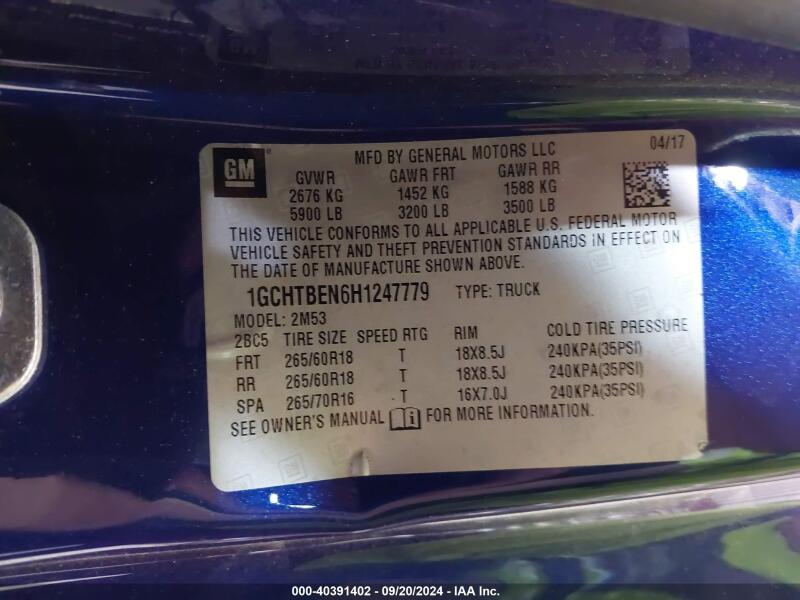 GM
MFD BY GENERAL MOTORS LLC 04/17
GVWR GAWR FRT GAWR RR
2676 KG 1452 KG 1588 KG
5900 LB 3200 LB 3500 LB
THIS VEHICLE CONFORMS TO ALL APPLICABLE U.S. FEDERAL MOTOR
VEHICLE SAFETY AND THEFT PREVENTION STANDARDS IN EFFECT ON
THE DATE OF MANUFACTURE SHOWN ABOVE.
1GCHTBEN6H1247779 TYPE: TRUCK
MODEL: 2M53
2BC5 TIRE SIZE SPEED RTG RIM COLD TIRE PRESSURE
FRT 265/60R18 T 18X8.5J 240KPA(35PSI)
RR 265/60R18 T 18X8.5J 240KPA(35PSI)
SPA 265/70R16 T 16X7.0J 240KPA(35PSI)
SEE OWNER'S MANUAL FOR MORE INFORMATION.
000-40391402 - 09/20/2024 - IAA Inc.